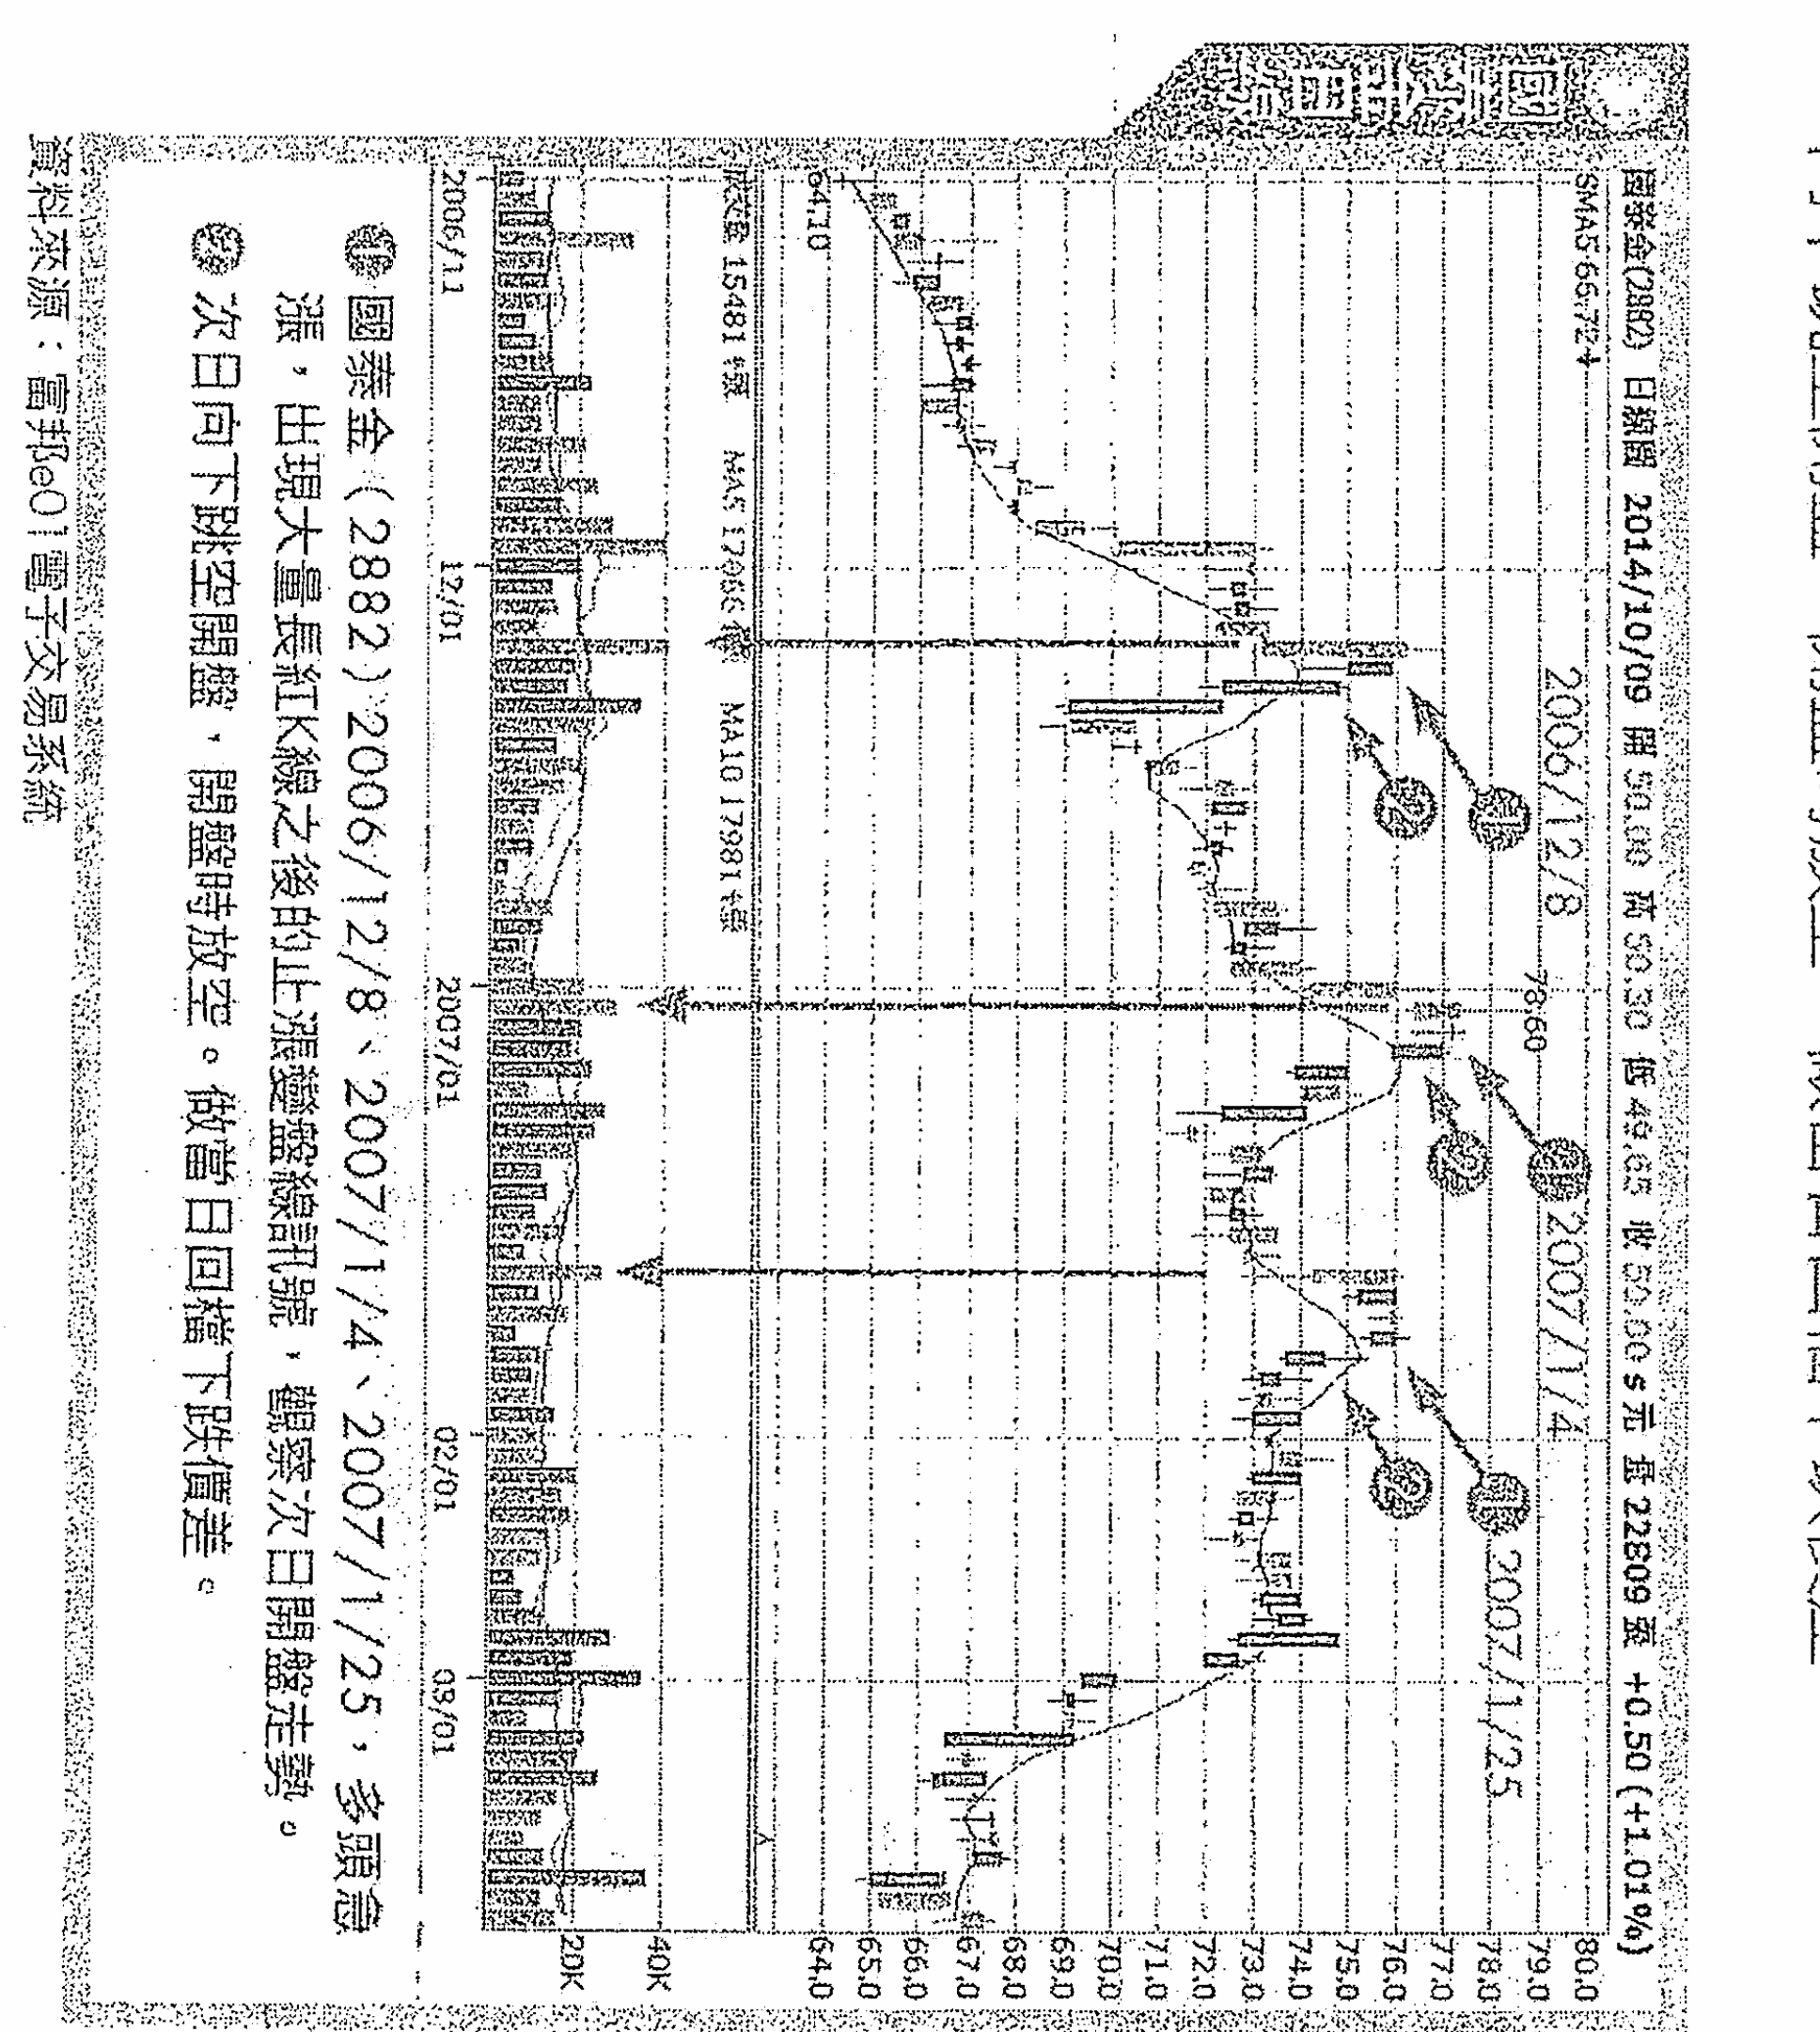 國泰金(2882) 日線圖 2014/10/09 開 50.00 高 50.30 低 49.65 收 50.00 s元 量 22809 張 +0.50 (+1.01%)
SMA5 66.72↓
2006/12/8
2007/1/4
2007/1/25
78.60
① ② ① ② ① ②
64.10
80.0
79.0
78.0
77.0
76.0
75.0
74.0
73.0
72.0
71.0
70.0
69.0
68.0
67.0
66.0
65.0
64.0
成交量 15481 張 MA5 17066 張 MA10 17981 張
40K
20K
2006/11 12/01 2007/01 02/01 03/01
❶ 國泰金(2882)2006/12/8、2007/1/4、2007/1/25，多頭急
漲，出現大量長紅K線之後的止漲變盤線訊號，觀察次日開盤走勢。
❷ 次日向下跳空開盤，開盤時放空。做當日回檔下跌價差。
資料來源：富邦e01電子交易系統